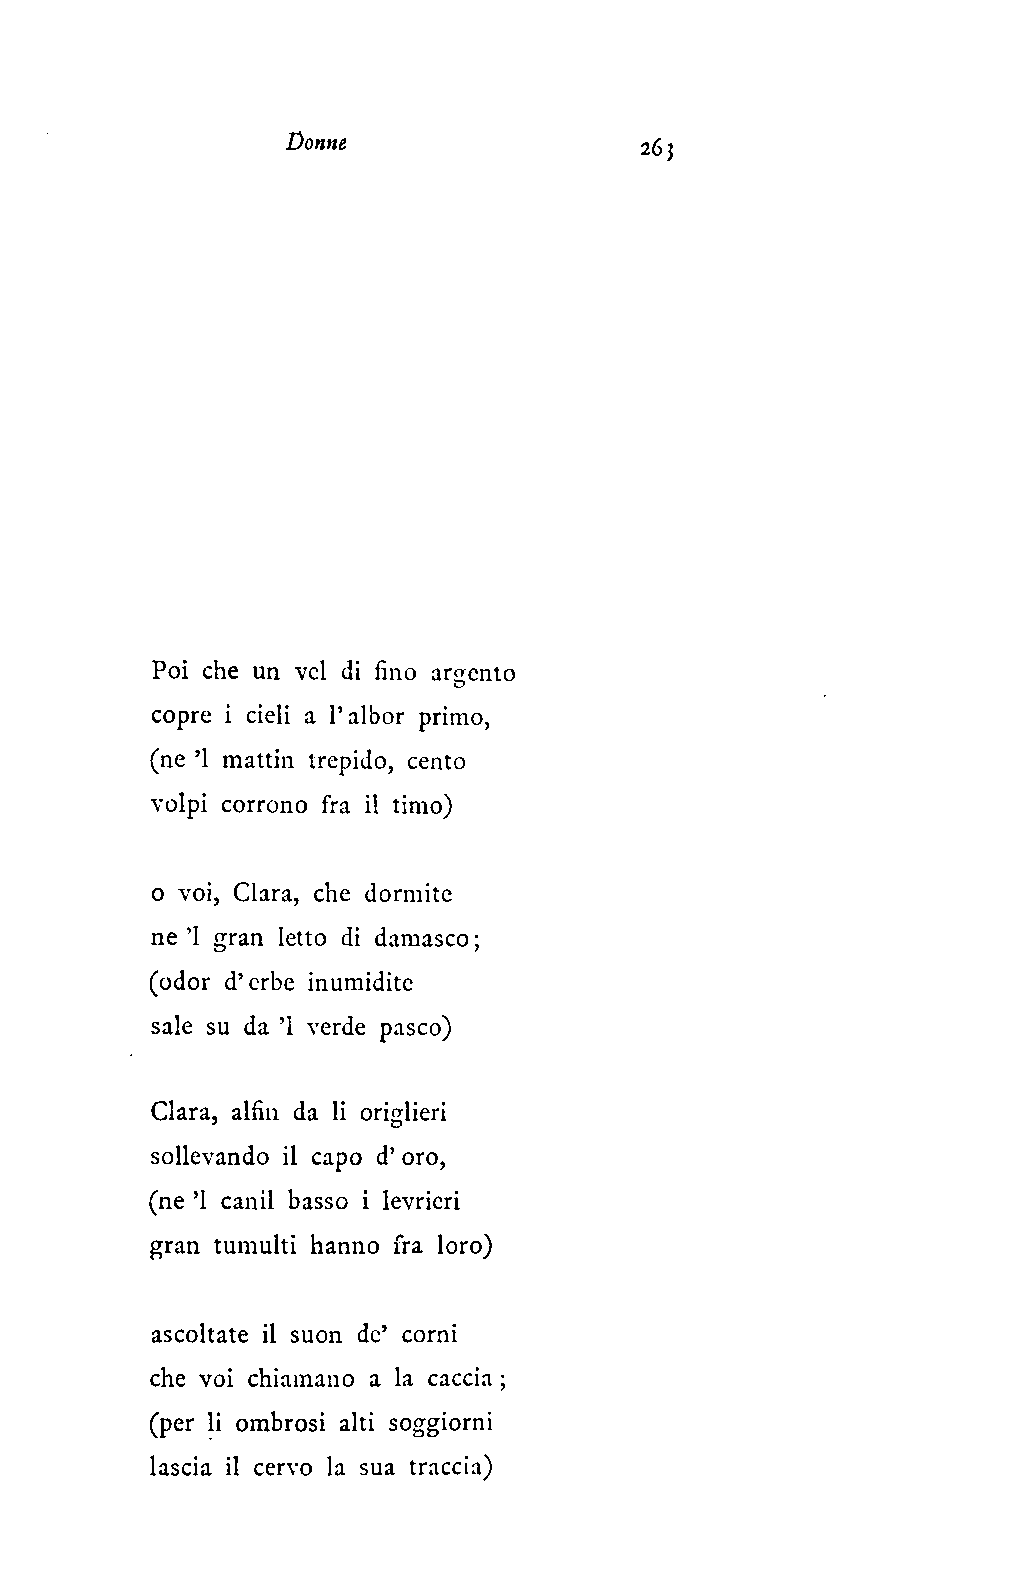 Donne 263
Poi che un vel di fino argento
copre i cieli a l'albor primo,
(ne 'l mattin trepido, cento
volpi corrono fra il timo)
o voi, Clara, che dormite
ne 'l gran letto di damasco;
(odor d'erbe inumidite
sale su da 'l verde pasco)
Clara, alfin da li origlieri
sollevando il capo d'oro,
(ne 'l canil basso i levrieri
gran tumulti hanno fra loro)
ascoltate il suon de' corni
che voi chiamano a la caccia;
(per li ombrosi alti soggiorni
lascia il cervo la sua traccia)